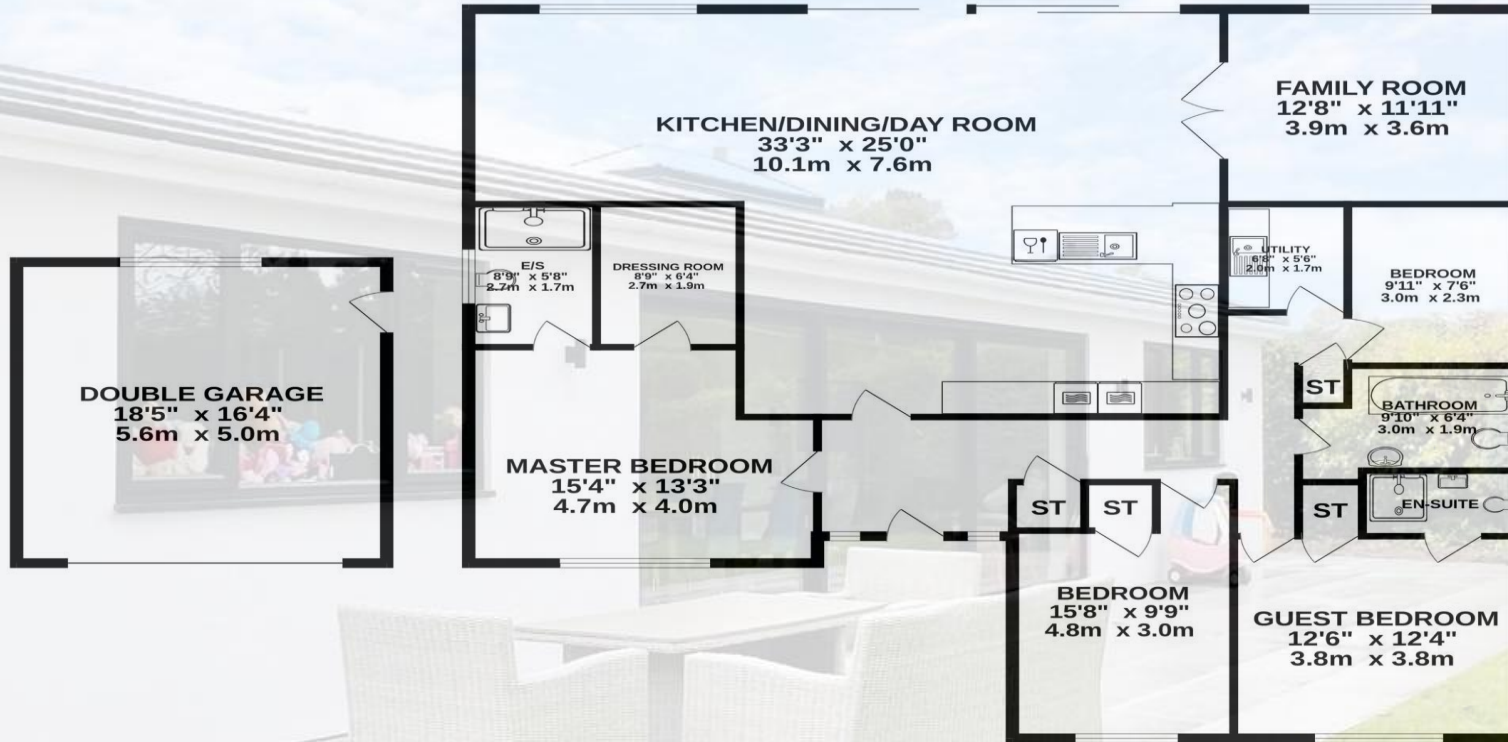 KITCHEN/DINING/DAY ROOM
33'3" x 25'0"
10.1m x 7.6m
FAMILY ROOM
12'8" x 11'11"
3.9m x 3.6m
E/S
8'9" x 5'8"
2.7m x 1.7m
DRESSING ROOM
8'9" x 6'4"
2.7m x 1.9m
UTILITY
6'8" x 5'6"
2.0m x 1.7m
BEDROOM
9'11" x 7'6"
3.0m x 2.3m
DOUBLE GARAGE
18'5" x 16'4"
5.6m x 5.0m
ST
BATHROOM
9'10" x 6'4"
3.0m x 1.9m
MASTER BEDROOM
15'4" x 13'3"
4.7m x 4.0m
ST
ST
ST
EN-SUITE
BEDROOM
15'8" x 9'9"
4.8m x 3.0m
GUEST BEDROOM
12'6" x 12'4"
3.8m x 3.8m